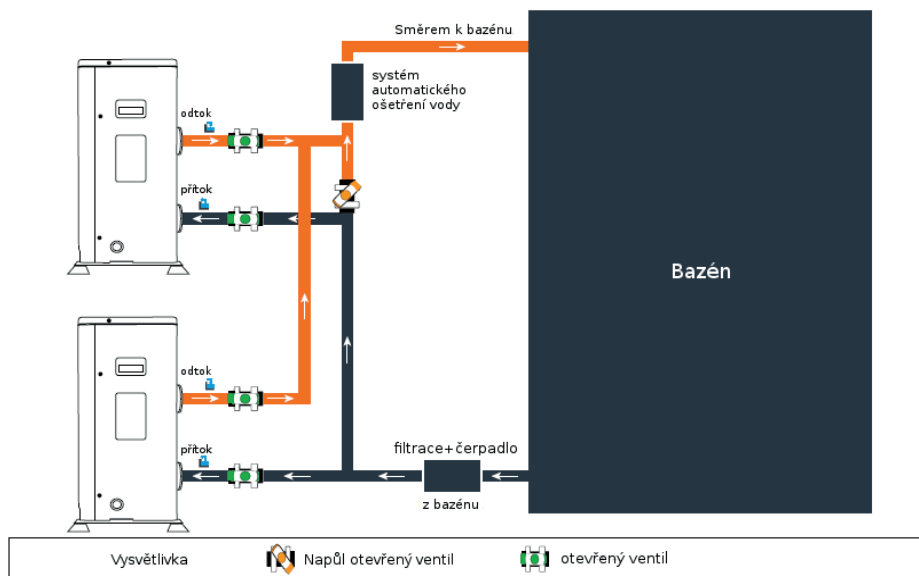 Směrem k bazénu
systém
automatického
ošetření vody
odtok
přítok
Bazén
odtok
přítok
filtrace+čerpadlo
z bazénu
Vysvětlivka
Napůl otevřený ventil
otevřený ventil